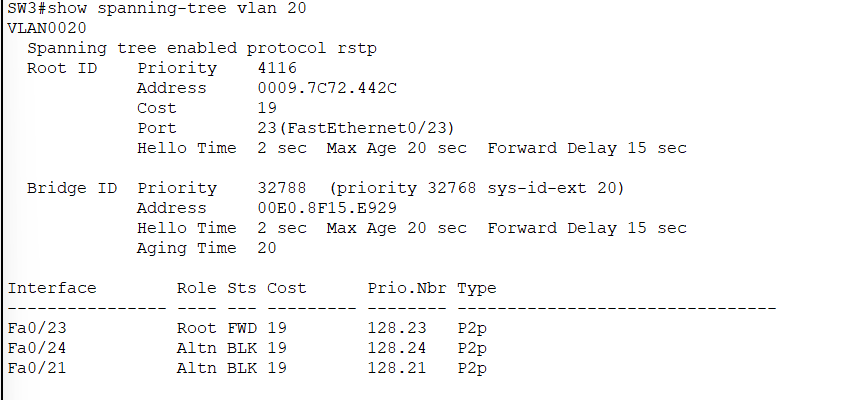 SW3#show spanning-tree vlan 20
VLAN0020
  Spanning tree enabled protocol rstp
  Root ID    Priority    4116
             Address     0009.7C72.442C
             Cost        19
             Port        23(FastEthernet0/23)
             Hello Time  2 sec  Max Age 20 sec  Forward Delay 15 sec

  Bridge ID  Priority    32788  (priority 32768 sys-id-ext 20)
             Address     00E0.8F15.E929
             Hello Time  2 sec  Max Age 20 sec  Forward Delay 15 sec
             Aging Time  20

Interface        Role Sts Cost      Prio.Nbr Type
---------------- ---- --- --------- -------- --------------------------------
Fa0/23           Root FWD 19        128.23   P2p
Fa0/24           Altn BLK 19        128.24   P2p
Fa0/21           Altn BLK 19        128.21   P2p